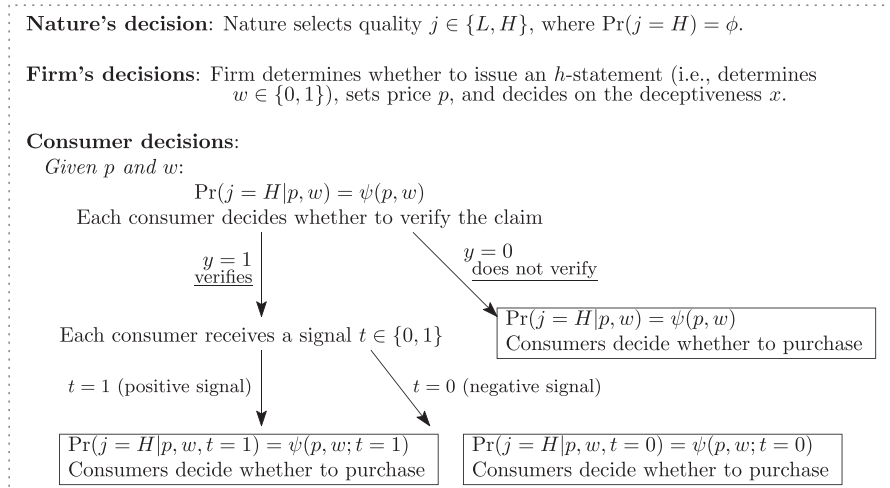 Nature's decision: Nature selects quality j ∈ {L, H}, where Pr(j = H) = ϕ.
Firm's decisions: Firm determines whether to issue an h-statement (i.e., determines
w ∈ {0, 1}), sets price p, and decides on the deceptiveness x.
Consumer decisions:
Given p and w:
Pr(j = H|p, w) = ψ(p, w)
Each consumer decides whether to verify the claim
y = 1
verifies
y = 0
does not verify
Pr(j = H|p, w) = ψ(p, w)
Consumers decide whether to purchase
Each consumer receives a signal t ∈ {0, 1}
t = 1 (positive signal)
t = 0 (negative signal)
Pr(j = H|p, w, t = 1) = ψ(p, w; t = 1)
Consumers decide whether to purchase
Pr(j = H|p, w, t = 0) = ψ(p, w; t = 0)
Consumers decide whether to purchase